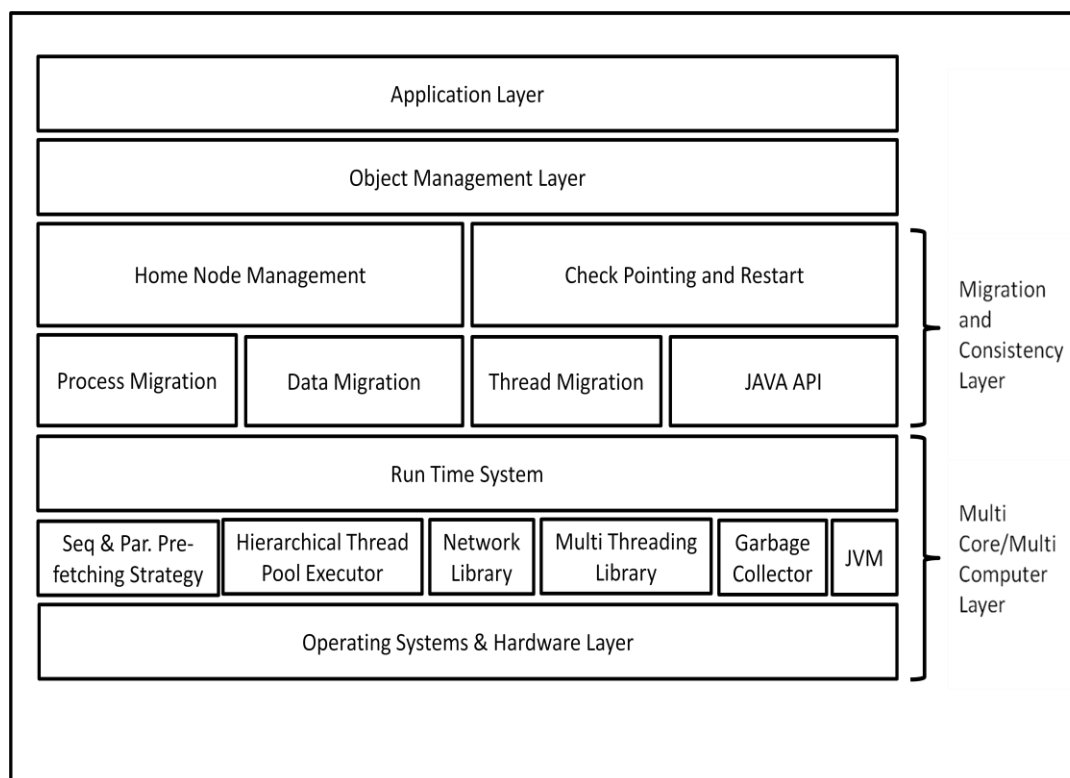 Application Layer
Object Management Layer
Home Node Management
Check Pointing and Restart
Process Migration
Data Migration
Thread Migration
JAVA API
Migration
and
Consistency
Layer
Run Time System
Seq & Par. Pre-
fetching Strategy
Hierarchical Thread
Pool Executor
Network
Library
Multi Threading
Library
Garbage
Collector
JVM
Operating Systems & Hardware Layer
Multi
Core/Multi
Computer
Layer